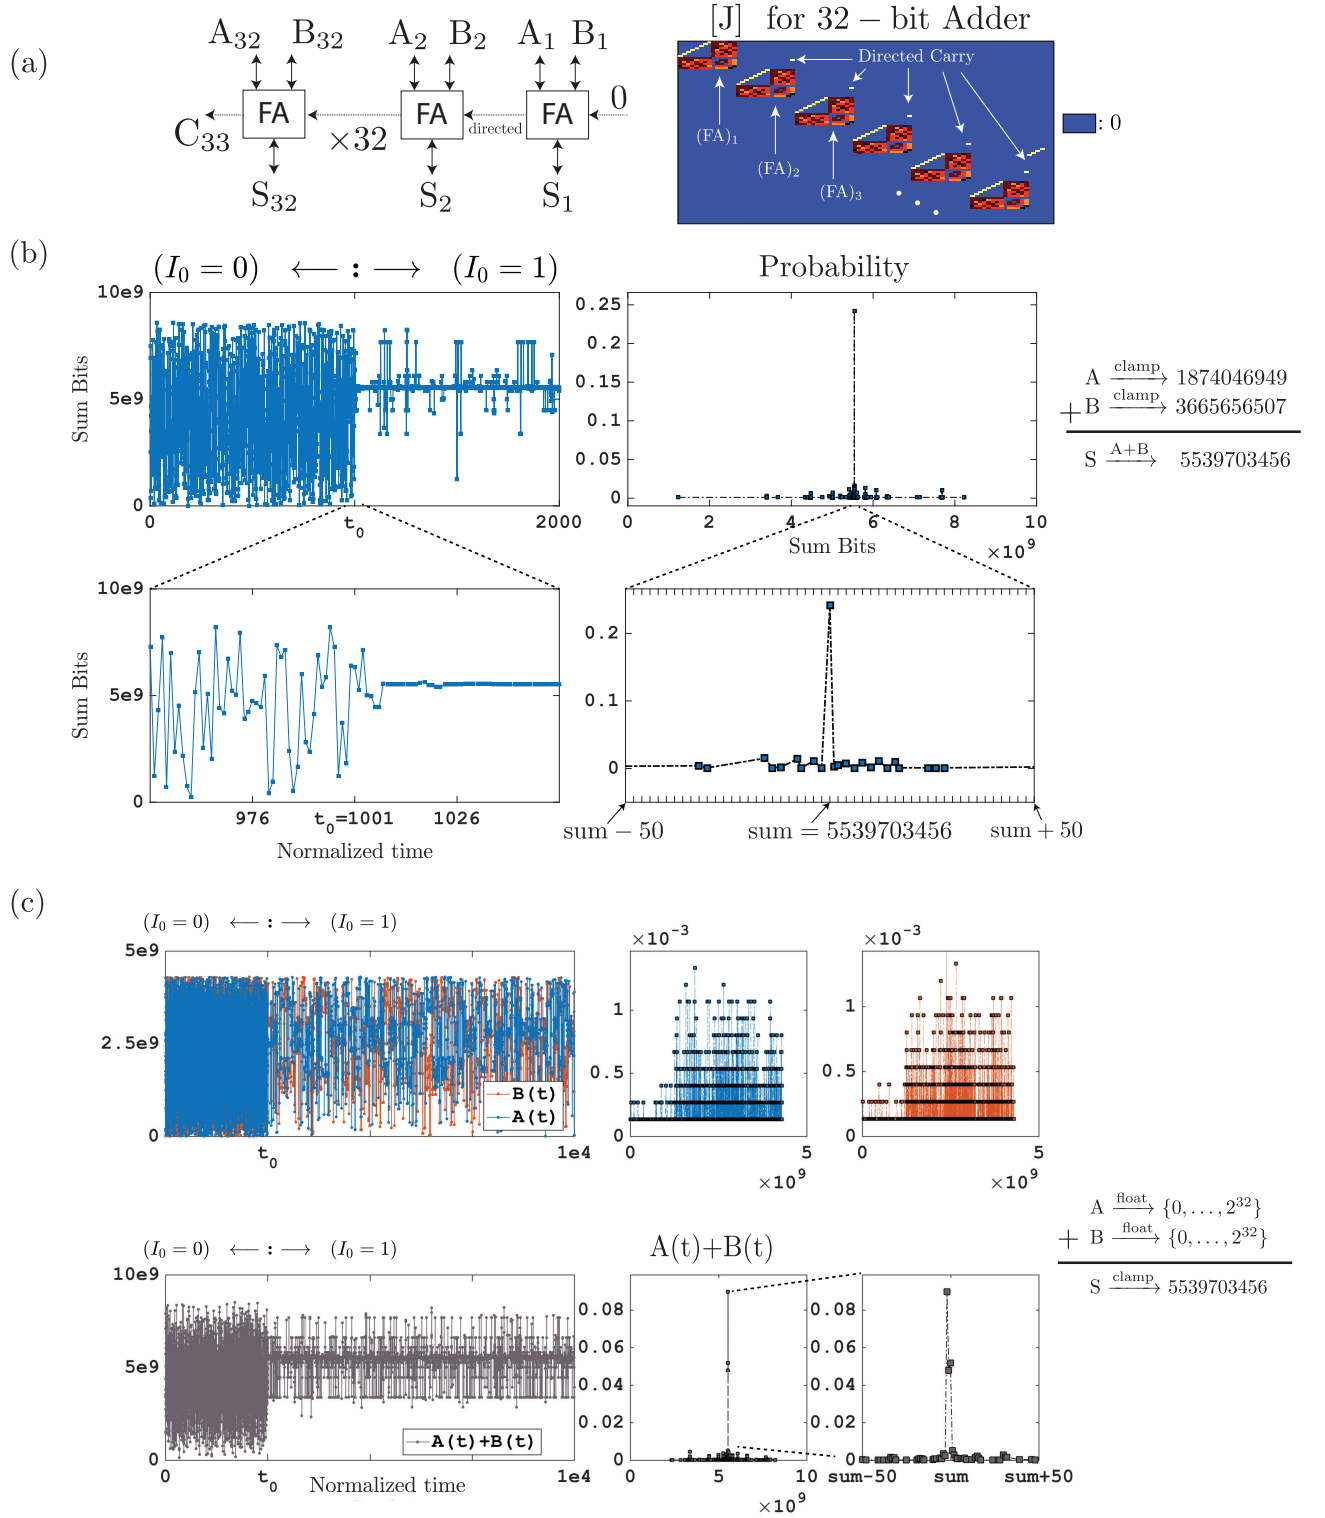 (a)
A32 B32 A2 B2 A1 B1
FA FA FA 0
C33 ×32 directed
S32 S2 S1
[J] for 32 − bit Adder
Directed Carry
(FA)1
(FA)2
(FA)3
: 0
(b)
(I0 = 0) ⟵ : ⟶ (I0 = 1)
10e9
5e9
0
Sum Bits
0 t0 2000
Probability
0.25
0.2
0.15
0.1
0.05
0
0 2 4 6 8 10
Sum Bits ×10^9
A clamp⟶ 1874046949
+ B clamp⟶ 3665656507
S A+B⟶ 5539703456
10e9
5e9
0
Sum Bits
976 t0=1001 1026
Normalized time
0.2
0.1
0
sum − 50 sum = 5539703456 sum + 50
(c)
(I0 = 0) ⟵ : ⟶ (I0 = 1)
5e9
2.5e9
0
B(t)
A(t)
t0 1e4
×10^-3
1
0.5
0
0 5
×10^9
×10^-3
1
0.5
0
0 5
×10^9
A float⟶ {0, . . . , 2^32}
+ B float⟶ {0, . . . , 2^32}
S clamp⟶ 5539703456
(I0 = 0) ⟵ : ⟶ (I0 = 1)
10e9
5e9
0
A(t)+B(t)
0 t0 1e4
Normalized time
A(t)+B(t)
0.08
0.06
0.04
0.02
0
0 5 10
×10^9
0.08
0.06
0.04
0.02
0
sum-50 sum sum+50